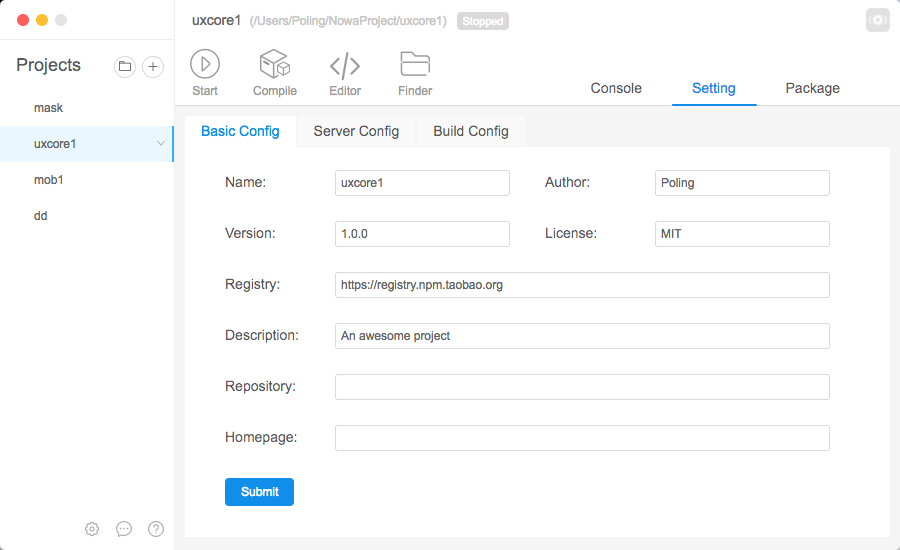 uxcore1 (/Users/Poling/NowaProject/uxcore1) Stopped
Projects
mask
uxcore1
mob1
dd
Start Compile Editor Finder
Console Setting Package
Basic Config Server Config Build Config
Name: uxcore1 Author: Poling
Version: 1.0.0 License: MIT
Registry: https://registry.npm.taobao.org
Description: An awesome project
Repository:
Homepage:
Submit